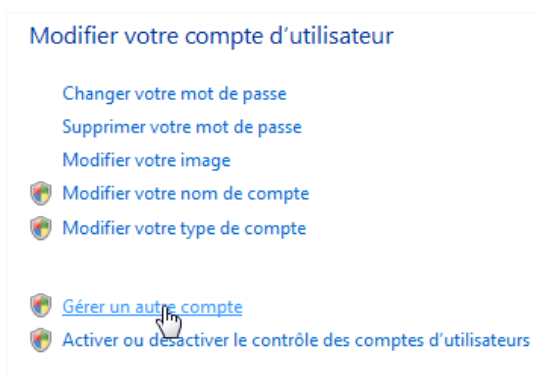 Modifier votre compte d'utilisateur
Changer votre mot de passe
Supprimer votre mot de passe
Modifier votre image
Modifier votre nom de compte
Modifier votre type de compte
Gérer un autre compte
Activer ou désactiver le contrôle des comptes d'utilisateurs